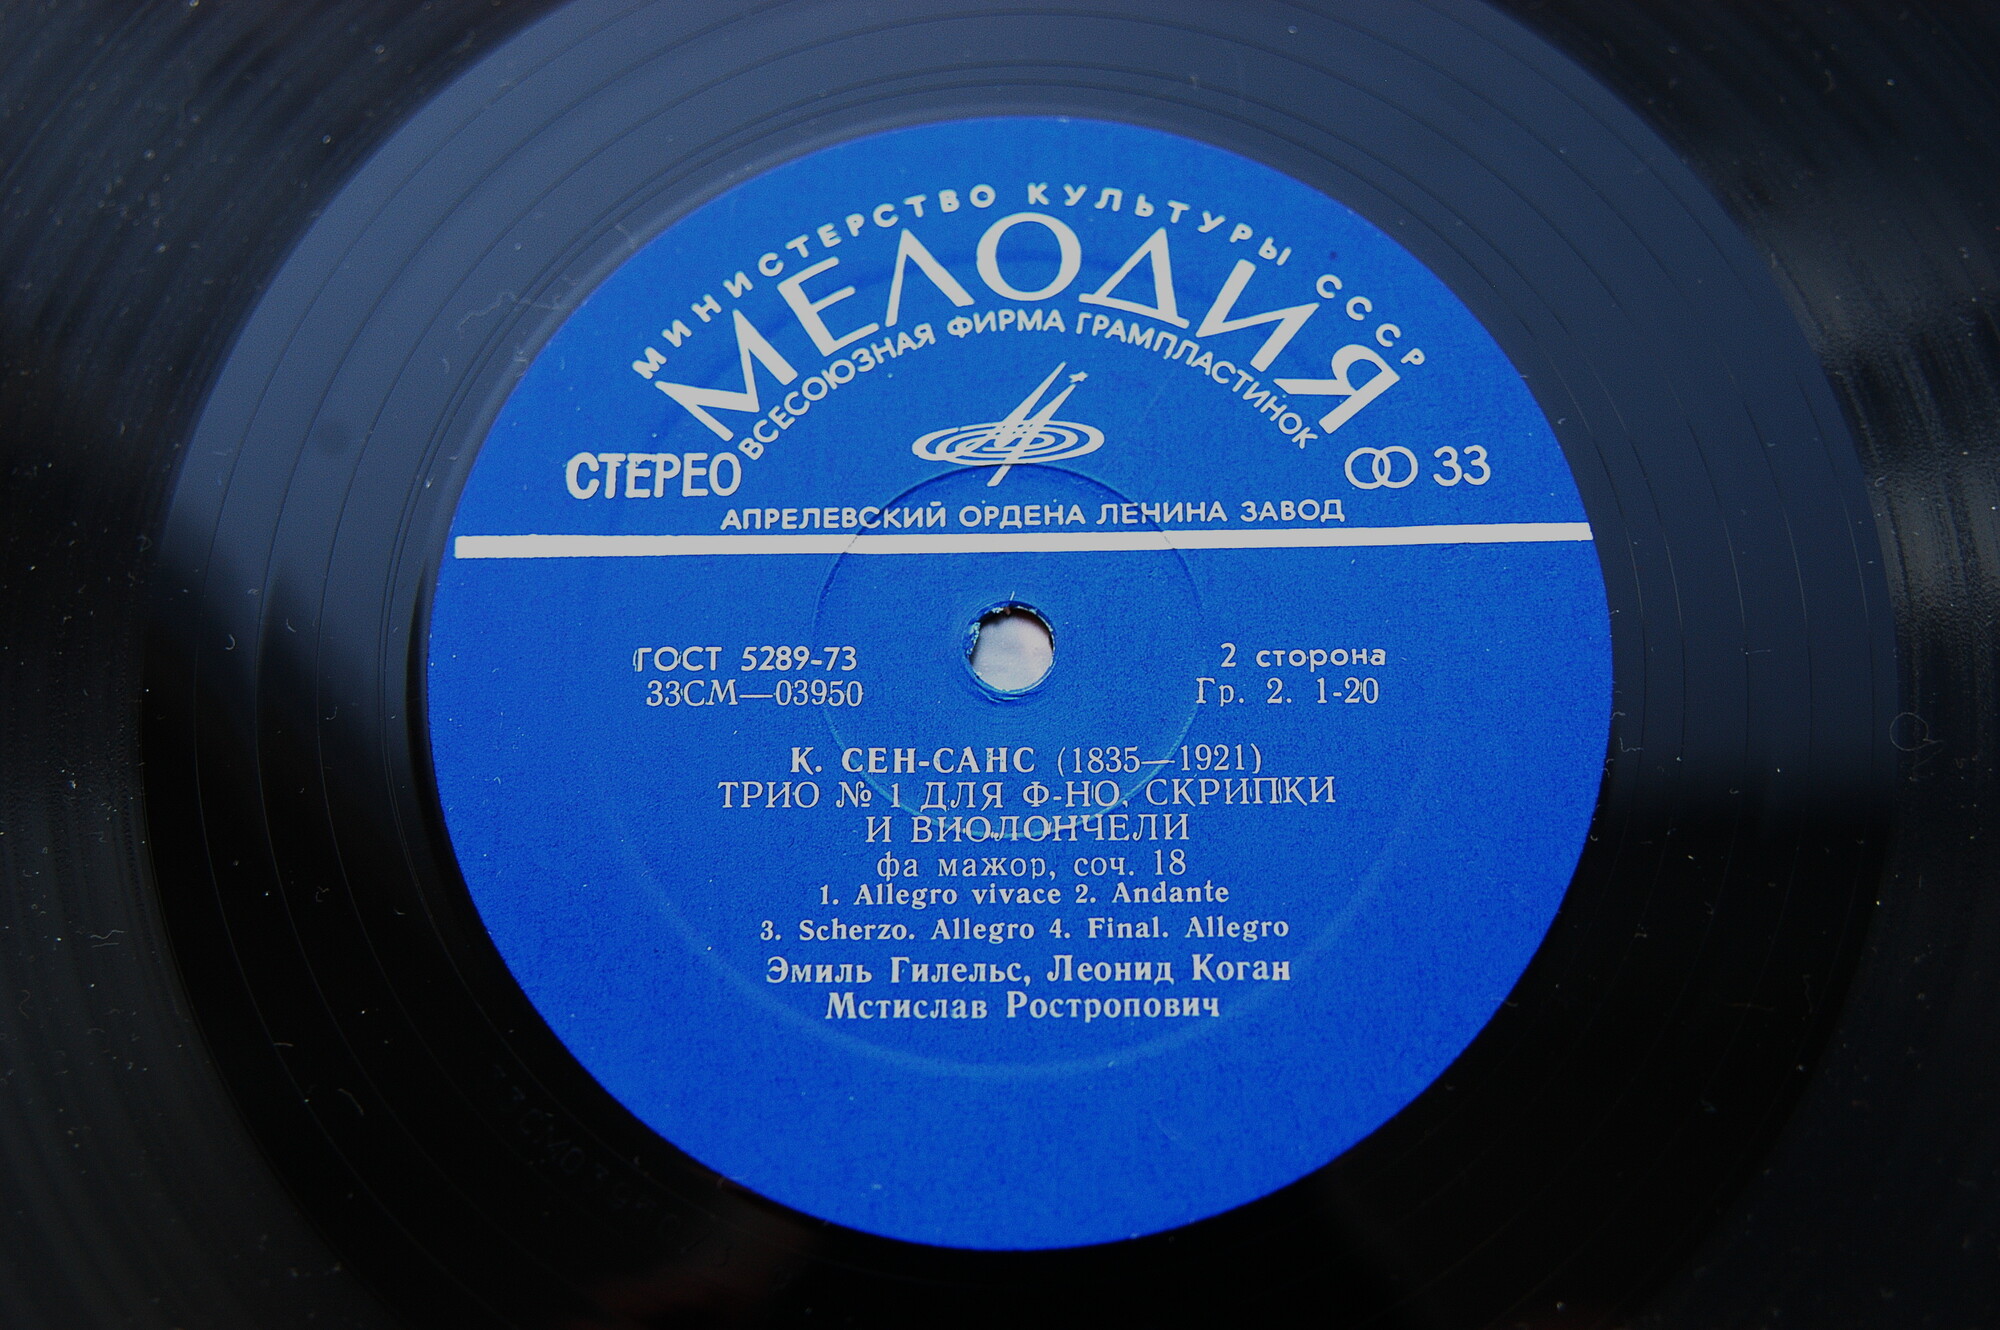 МИНИСТЕРСТВО КУЛЬТУРЫ СССР
МЕЛОДИЯ
ВСЕСОЮЗНАЯ ФИРМА ГРАМПЛАСТИНОК
СТЕРЕО
33
АПРЕЛЕВСКИЙ ОРДЕНА ЛЕНИНА ЗАВОД
ГОСТ 5289-73
33СМ—03950
2 сторона
Гр. 2. 1-20
К. СЕН-САНС (1835—1921)
ТРИО № 1 ДЛЯ Ф-НО, СКРИПКИ
И ВИОЛОНЧЕЛИ
фа мажор, соч. 18
1. Allegro vivace 2. Andante
3. Scherzo. Allegro 4. Final. Allegro
Эмиль Гилельс, Леонид Коган
Мстислав Ростропович